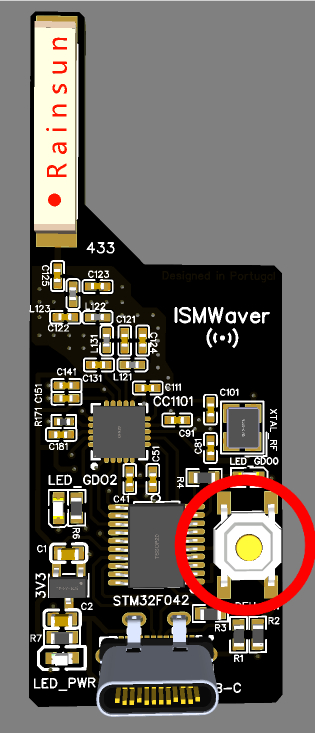 Rainsun
433
Designed in Portugal
C125
C123
ISMWaver
L123
L122
C122
C121
L131
C124
C131
L121
C141
C111
C151
CC1101
C101
R171
C91
XTAL_RF
C181
C81
C51
LED_GDO0
LED_GDO2
R4
C41
R6
C1
3V3
STM32F042
C2
R3
R7
R2
R1
LED_PWR
B-C